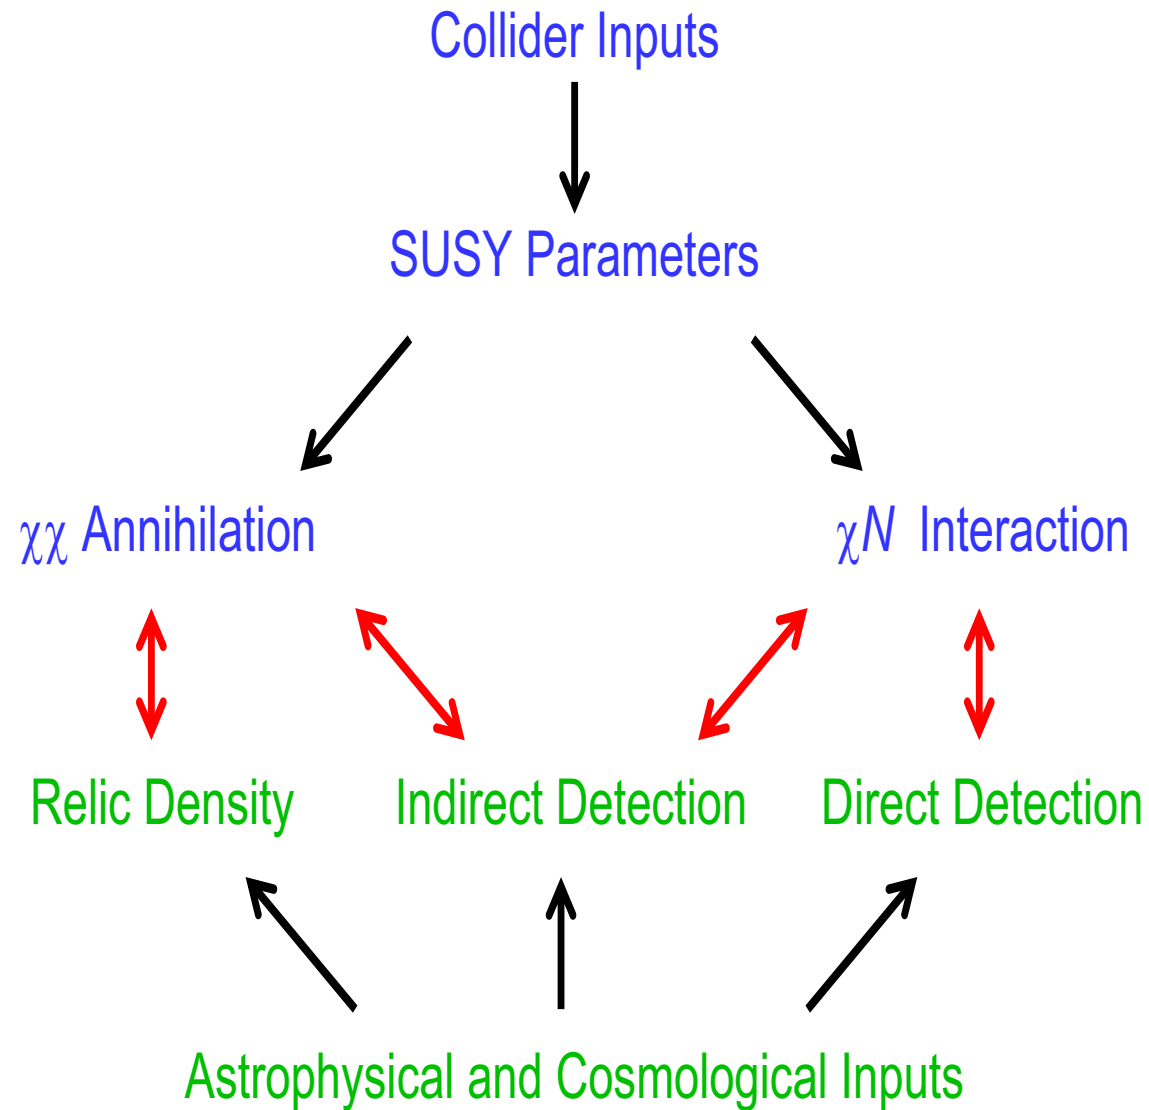 Collider Inputs
SUSY Parameters
χχ Annihilation
χN Interaction
Relic Density
Indirect Detection
Direct Detection
Astrophysical and Cosmological Inputs